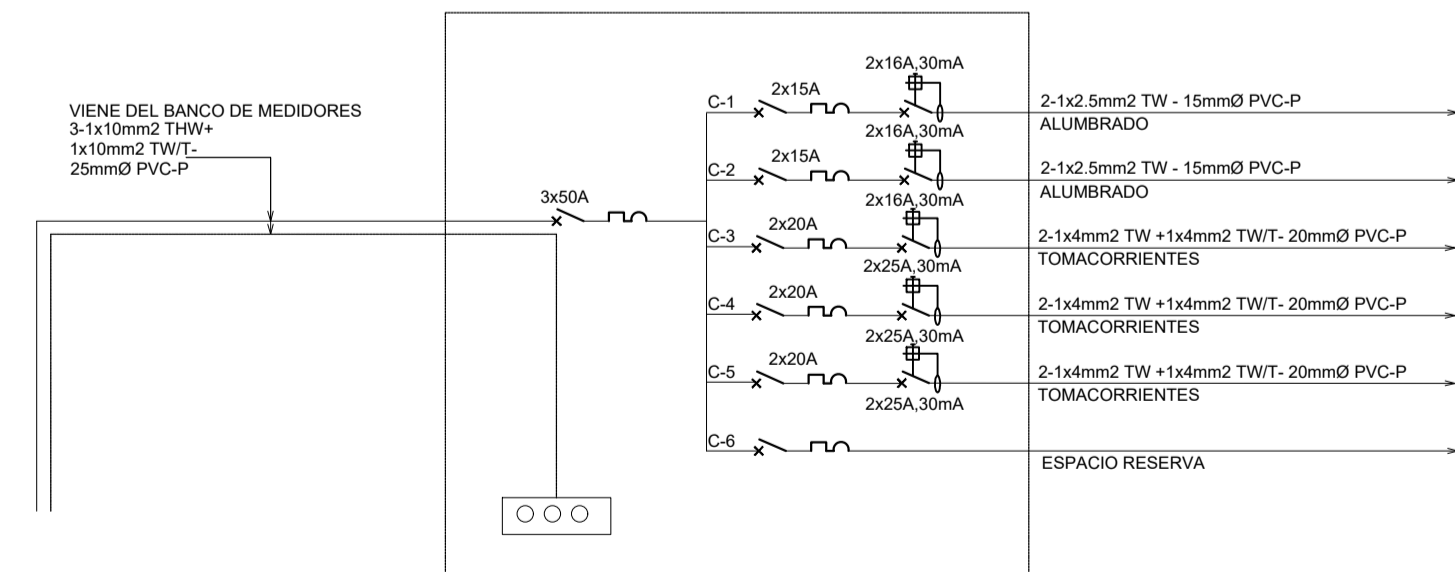 VIENE DEL BANCO DE MEDIDORES
3-1x10mm2 THW+
1x10mm2 TW/T-
25mmØ PVC-P
3x50A
2x16A,30mA
C-1
2x15A
2-1x2.5mm2 TW - 15mmØ PVC-P
ALUMBRADO
2x16A,30mA
C-2
2x15A
2-1x2.5mm2 TW - 15mmØ PVC-P
ALUMBRADO
2x16A,30mA
C-3
2x20A
2-1x4mm2 TW +1x4mm2 TW/T- 20mmØ PVC-P
TOMACORRIENTES
2x25A,30mA
C-4
2x20A
2-1x4mm2 TW +1x4mm2 TW/T- 20mmØ PVC-P
TOMACORRIENTES
2x25A,30mA
C-5
2x20A
2-1x4mm2 TW +1x4mm2 TW/T- 20mmØ PVC-P
TOMACORRIENTES
2x25A,30mA
C-6
ESPACIO RESERVA